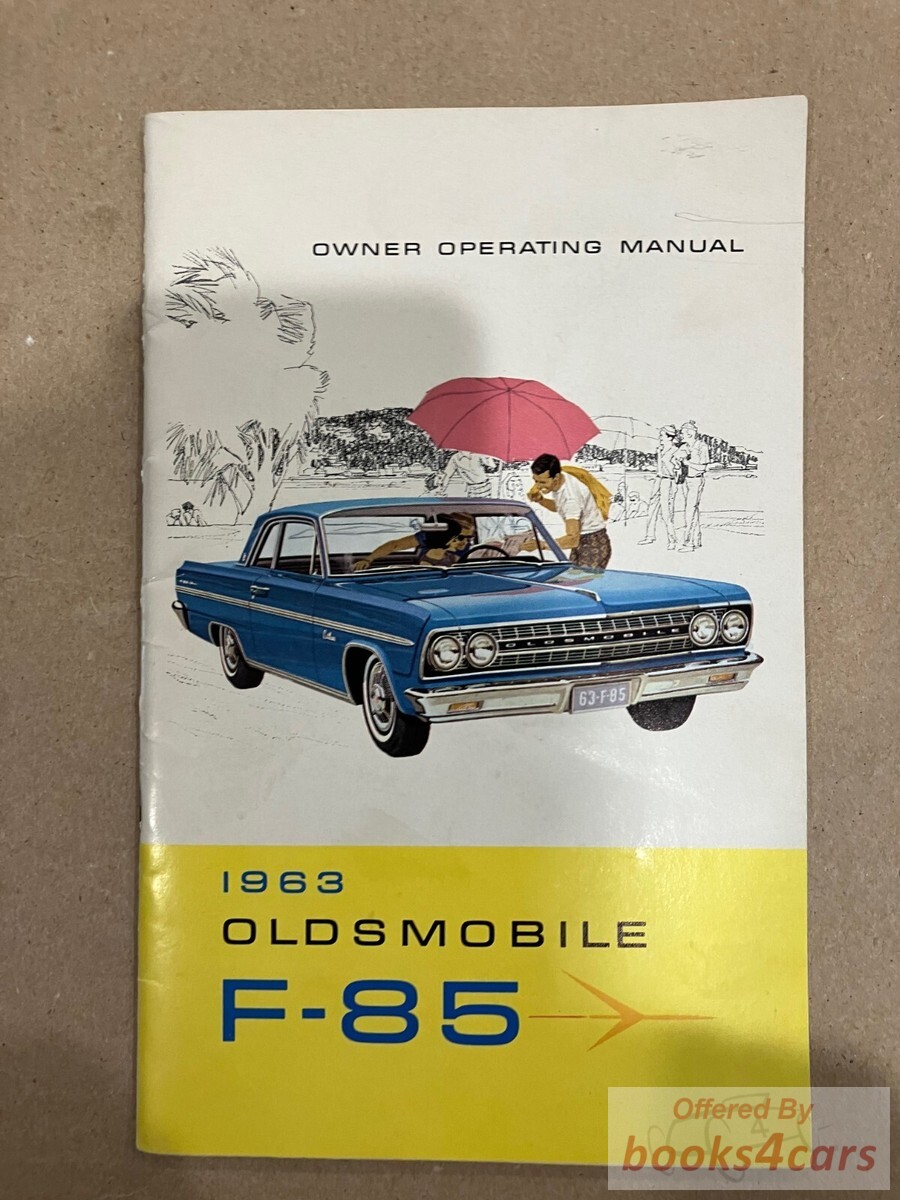 OWNER OPERATING MANUAL
OLDSMOBILE
63-F-85
1963
OLDSMOBILE
F-85
Offered By
books4cars